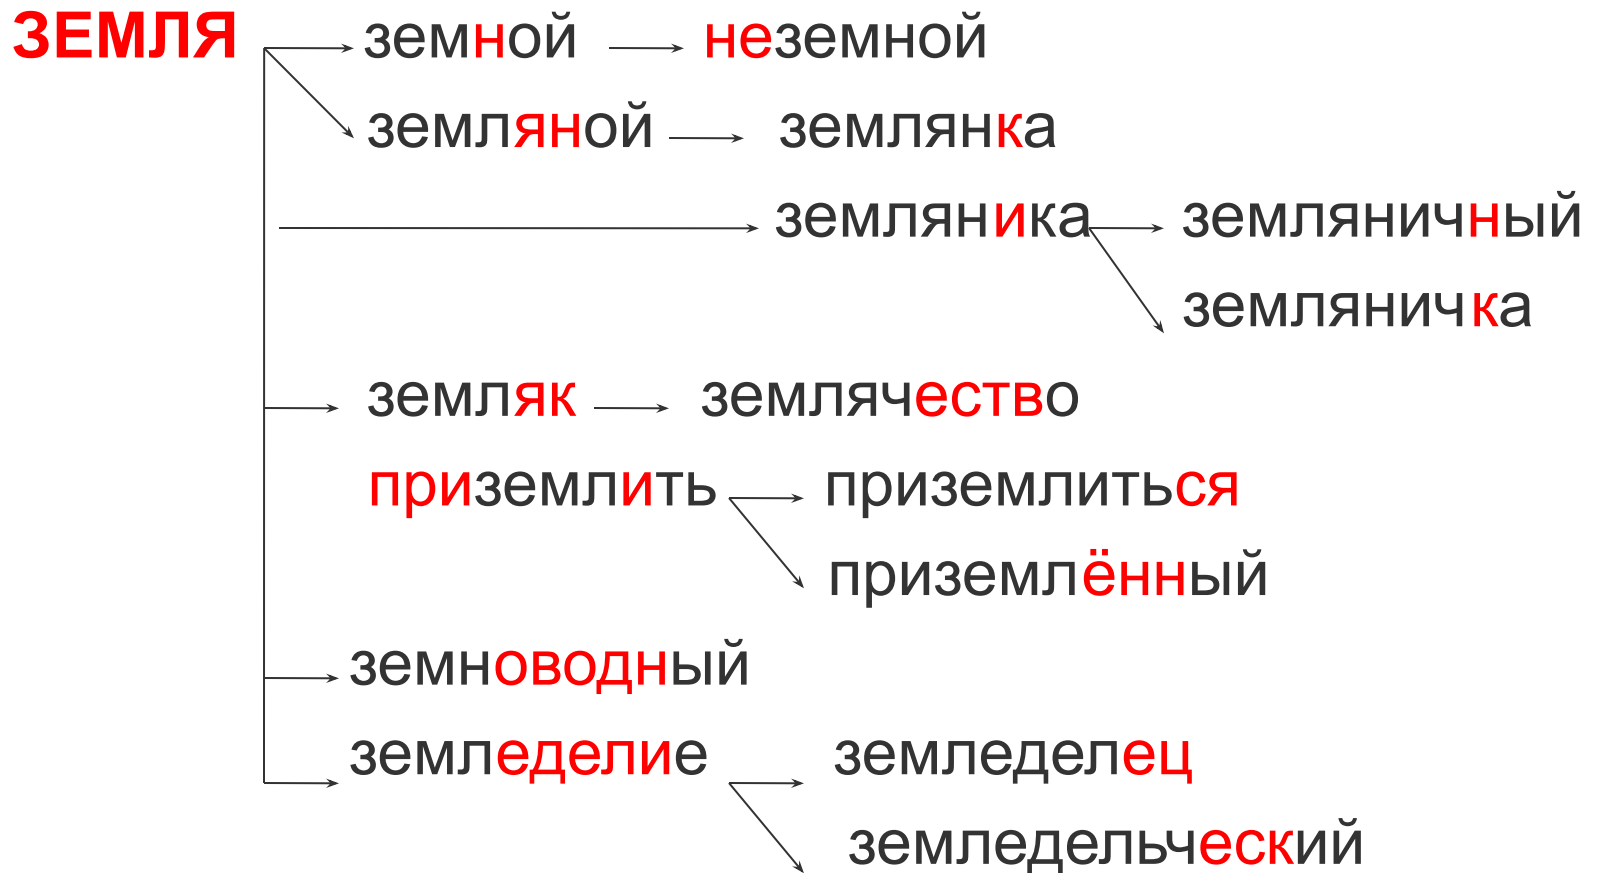 ЗЕМЛЯ земной неземной
земляной землянка
земляника земляничный
земляничка
земляк землячество
приземлить приземлиться
приземлённый
земноводный
земледелие земледелец
земледельческий